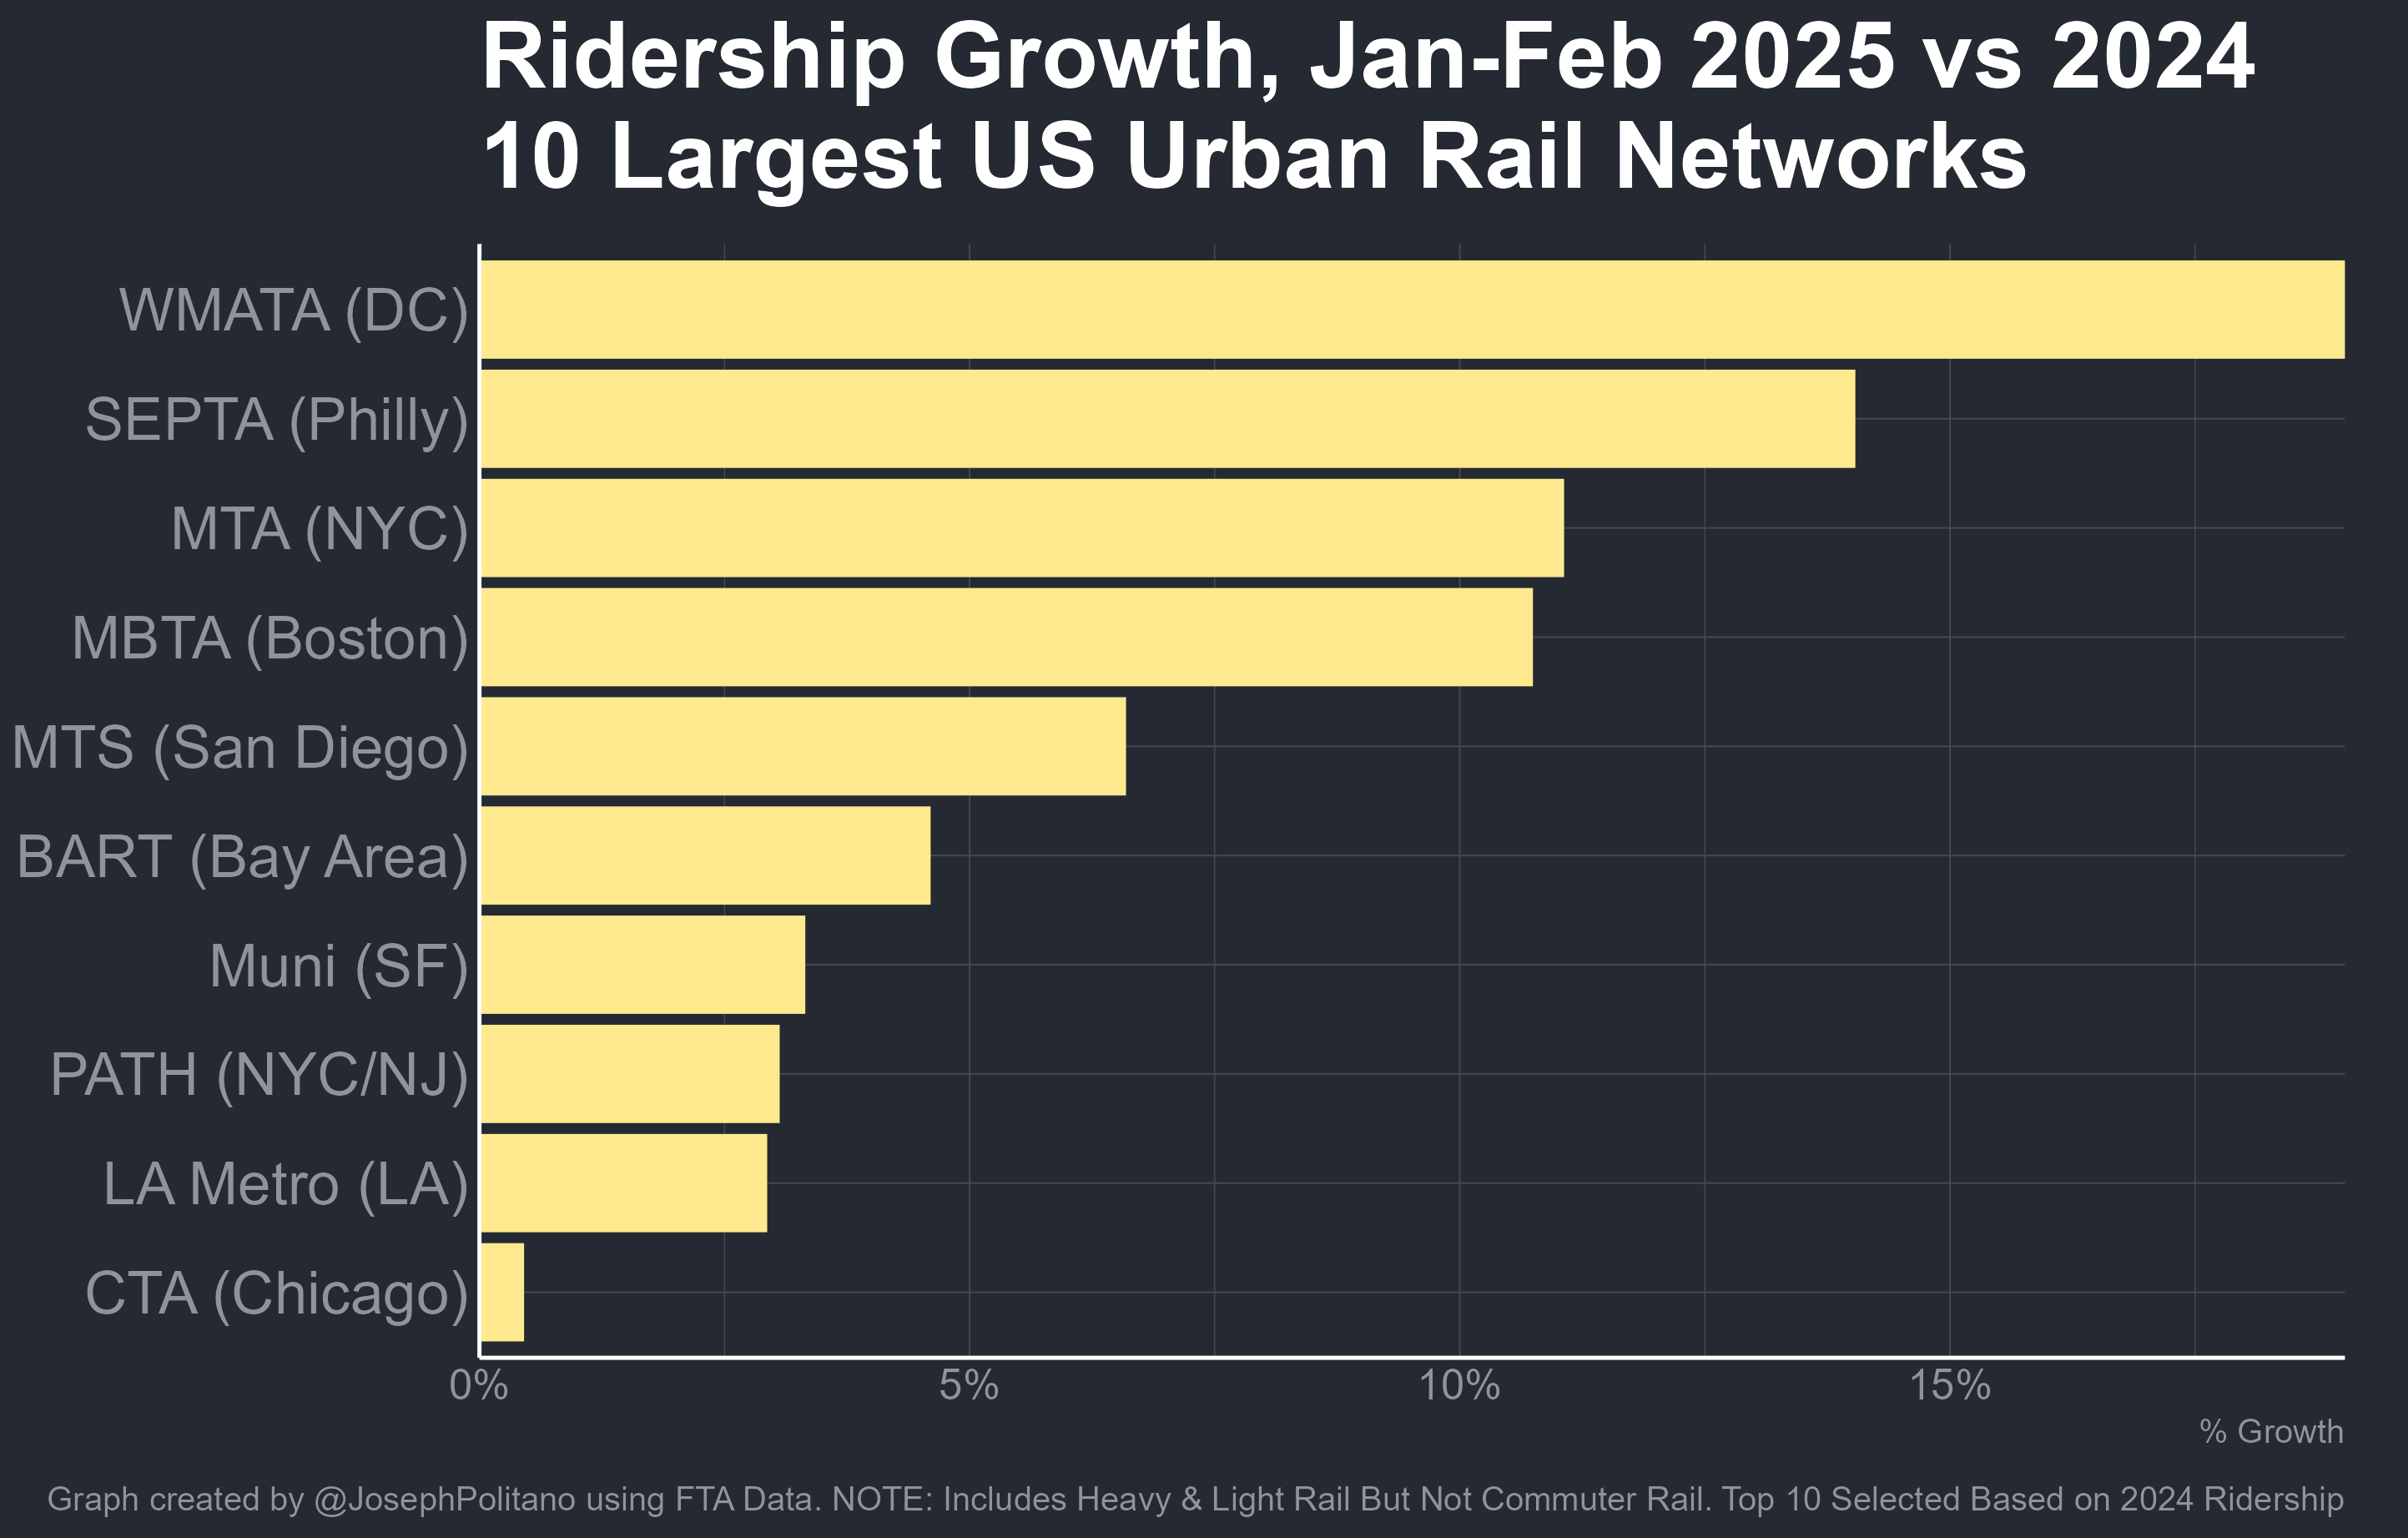 Ridership Growth, Jan-Feb 2025 vs 2024
10 Largest US Urban Rail Networks
WMATA (DC)
SEPTA (Philly)
MTA (NYC)
MBTA (Boston)
MTS (San Diego)
BART (Bay Area)
Muni (SF)
PATH (NYC/NJ)
LA Metro (LA)
CTA (Chicago)
0% 5% 10% 15%
% Growth
Graph created by @JosephPolitano using FTA Data. NOTE: Includes Heavy & Light Rail But Not Commuter Rail. Top 10 Selected Based on 2024 Ridership